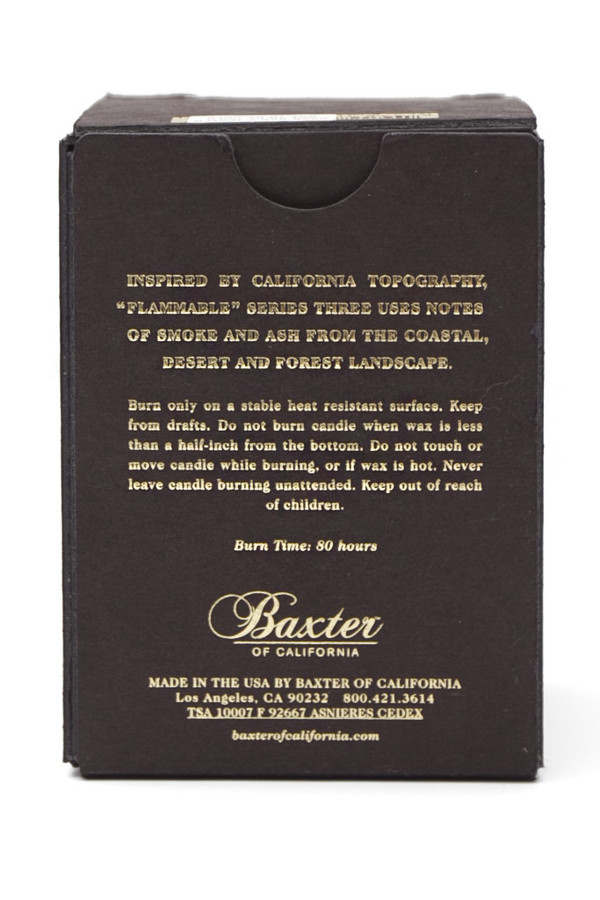 INSPIRED BY CALIFORNIA TOPOGRAPHY,
“FLAMMABLE” SERIES THREE USES NOTES
OF SMOKE AND ASH FROM THE COASTAL,
DESERT AND FOREST LANDSCAPE.
Burn only on a stable heat resistant surface. Keep
from drafts. Do not burn candle when wax is less
than a half-inch from the bottom. Do not touch or
move candle while burning, or if wax is hot. Never
leave candle burning unattended. Keep out of reach
of children.
Burn Time: 80 hours
Baxter
OF CALIFORNIA
MADE IN THE USA BY BAXTER OF CALIFORNIA
Los Angeles, CA 90232 800.421.3614
TSA 10007 F 92667 ASNIERES CEDEX
baxterofcalifornia.com